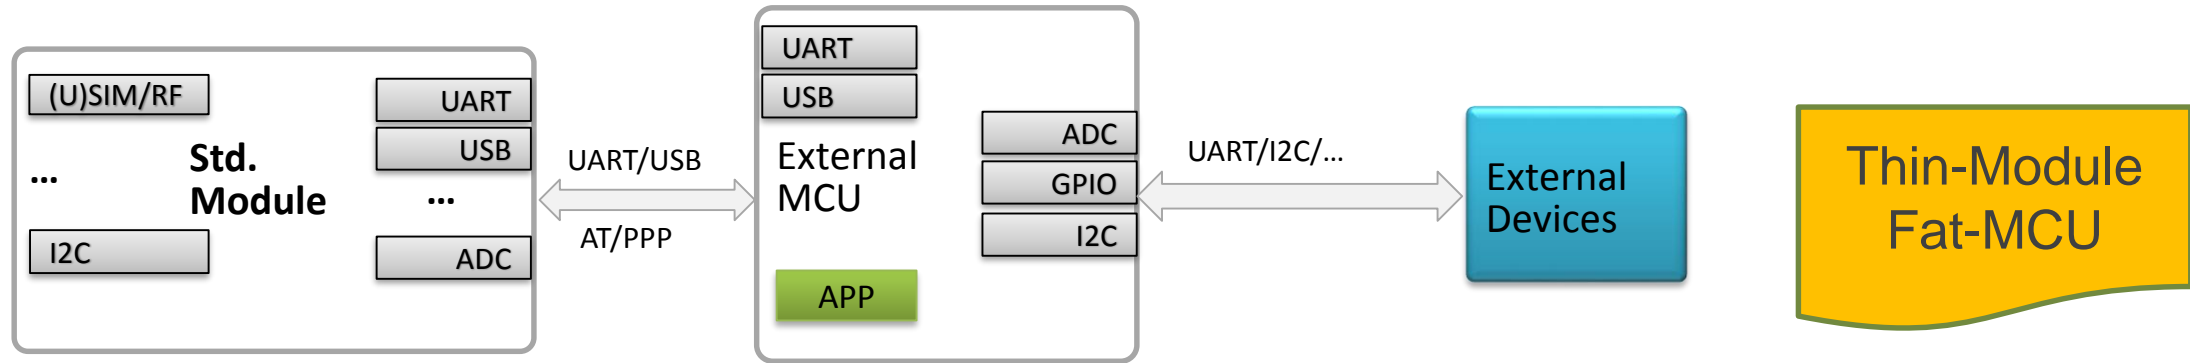 (U)SIM/RF
...
Std.
Module
I2C
UART
USB
...
ADC
UART/USB
AT/PPP
UART
USB
External
MCU
APP
ADC
GPIO
I2C
UART/I2C/...
External
Devices
Thin-Module
Fat-MCU